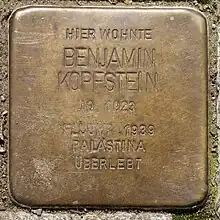 HIER WOHNTE
BENJAMIN
KOPFSTEIN
JG. 1923
FLUCHT 1939
PALÄSTINA
ÜBERLEBT